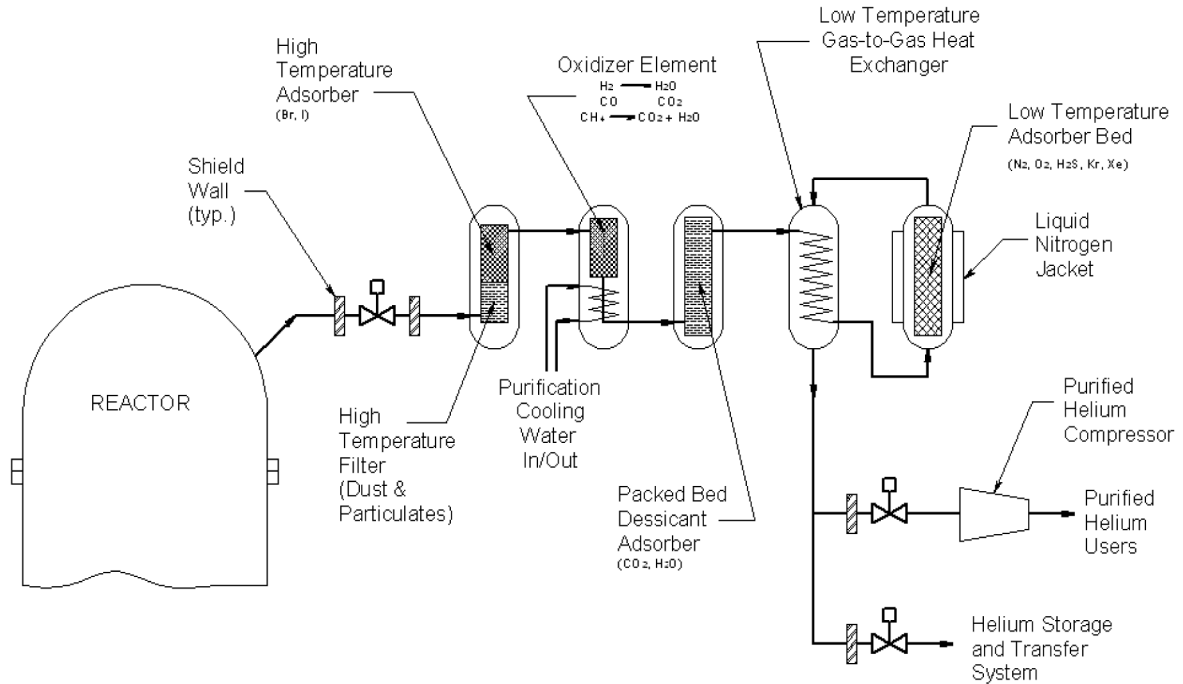 Low Temperature
Gas-to-Gas Heat
Exchanger
High
Temperature
Adsorber
(Br, I)
Oxidizer Element
H₂ H₂O
CO CO₂
CH₄ CO₂ + H₂O
Low Temperature
Adsorber Bed
(N₂, O₂, H₂S, Kr, Xe)
Shield
Wall
(typ.)
Liquid
Nitrogen
Jacket
REACTOR
High
Temperature
Filter
(Dust &
Particulates)
Purification
Cooling
Water
In/Out
Packed Bed
Dessicant
Adsorber
(CO₂, H₂O)
Purified
Helium
Compressor
Purified
Helium
Users
Helium Storage
and Transfer
System